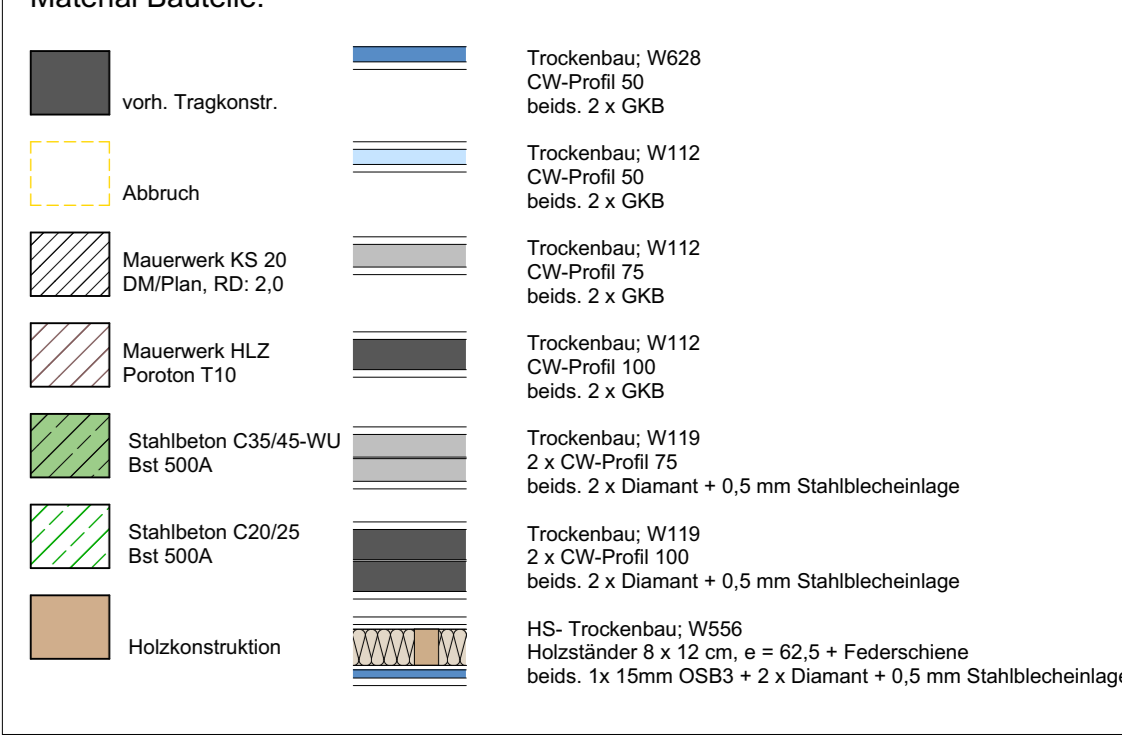 Material Bauteile:
vorh. Tragkonstr.
Abbruch
Mauerwerk KS 20
DM/Plan, RD: 2,0
Mauerwerk HLZ
Poroton T10
Stahlbeton C35/45-WU
Bst 500A
Stahlbeton C20/25
Bst 500A
Holzkonstruktion
Trockenbau; W628
CW-Profil 50
beids. 2 x GKB
Trockenbau; W112
CW-Profil 50
beids. 2 x GKB
Trockenbau; W112
CW-Profil 75
beids. 2 x GKB
Trockenbau; W112
CW-Profil 100
beids. 2 x GKB
Trockenbau; W119
2 x CW-Profil 75
beids. 2 x Diamant + 0,5 mm Stahlblecheinlage
Trockenbau; W119
2 x CW-Profil 100
beids. 2 x Diamant + 0,5 mm Stahlblecheinlage
HS- Trockenbau; W556
Holzständer 8 x 12 cm, e = 62,5 + Federschiene
beids. 1x 15mm OSB3 + 2 x Diamant + 0,5 mm Stahlblecheinlage